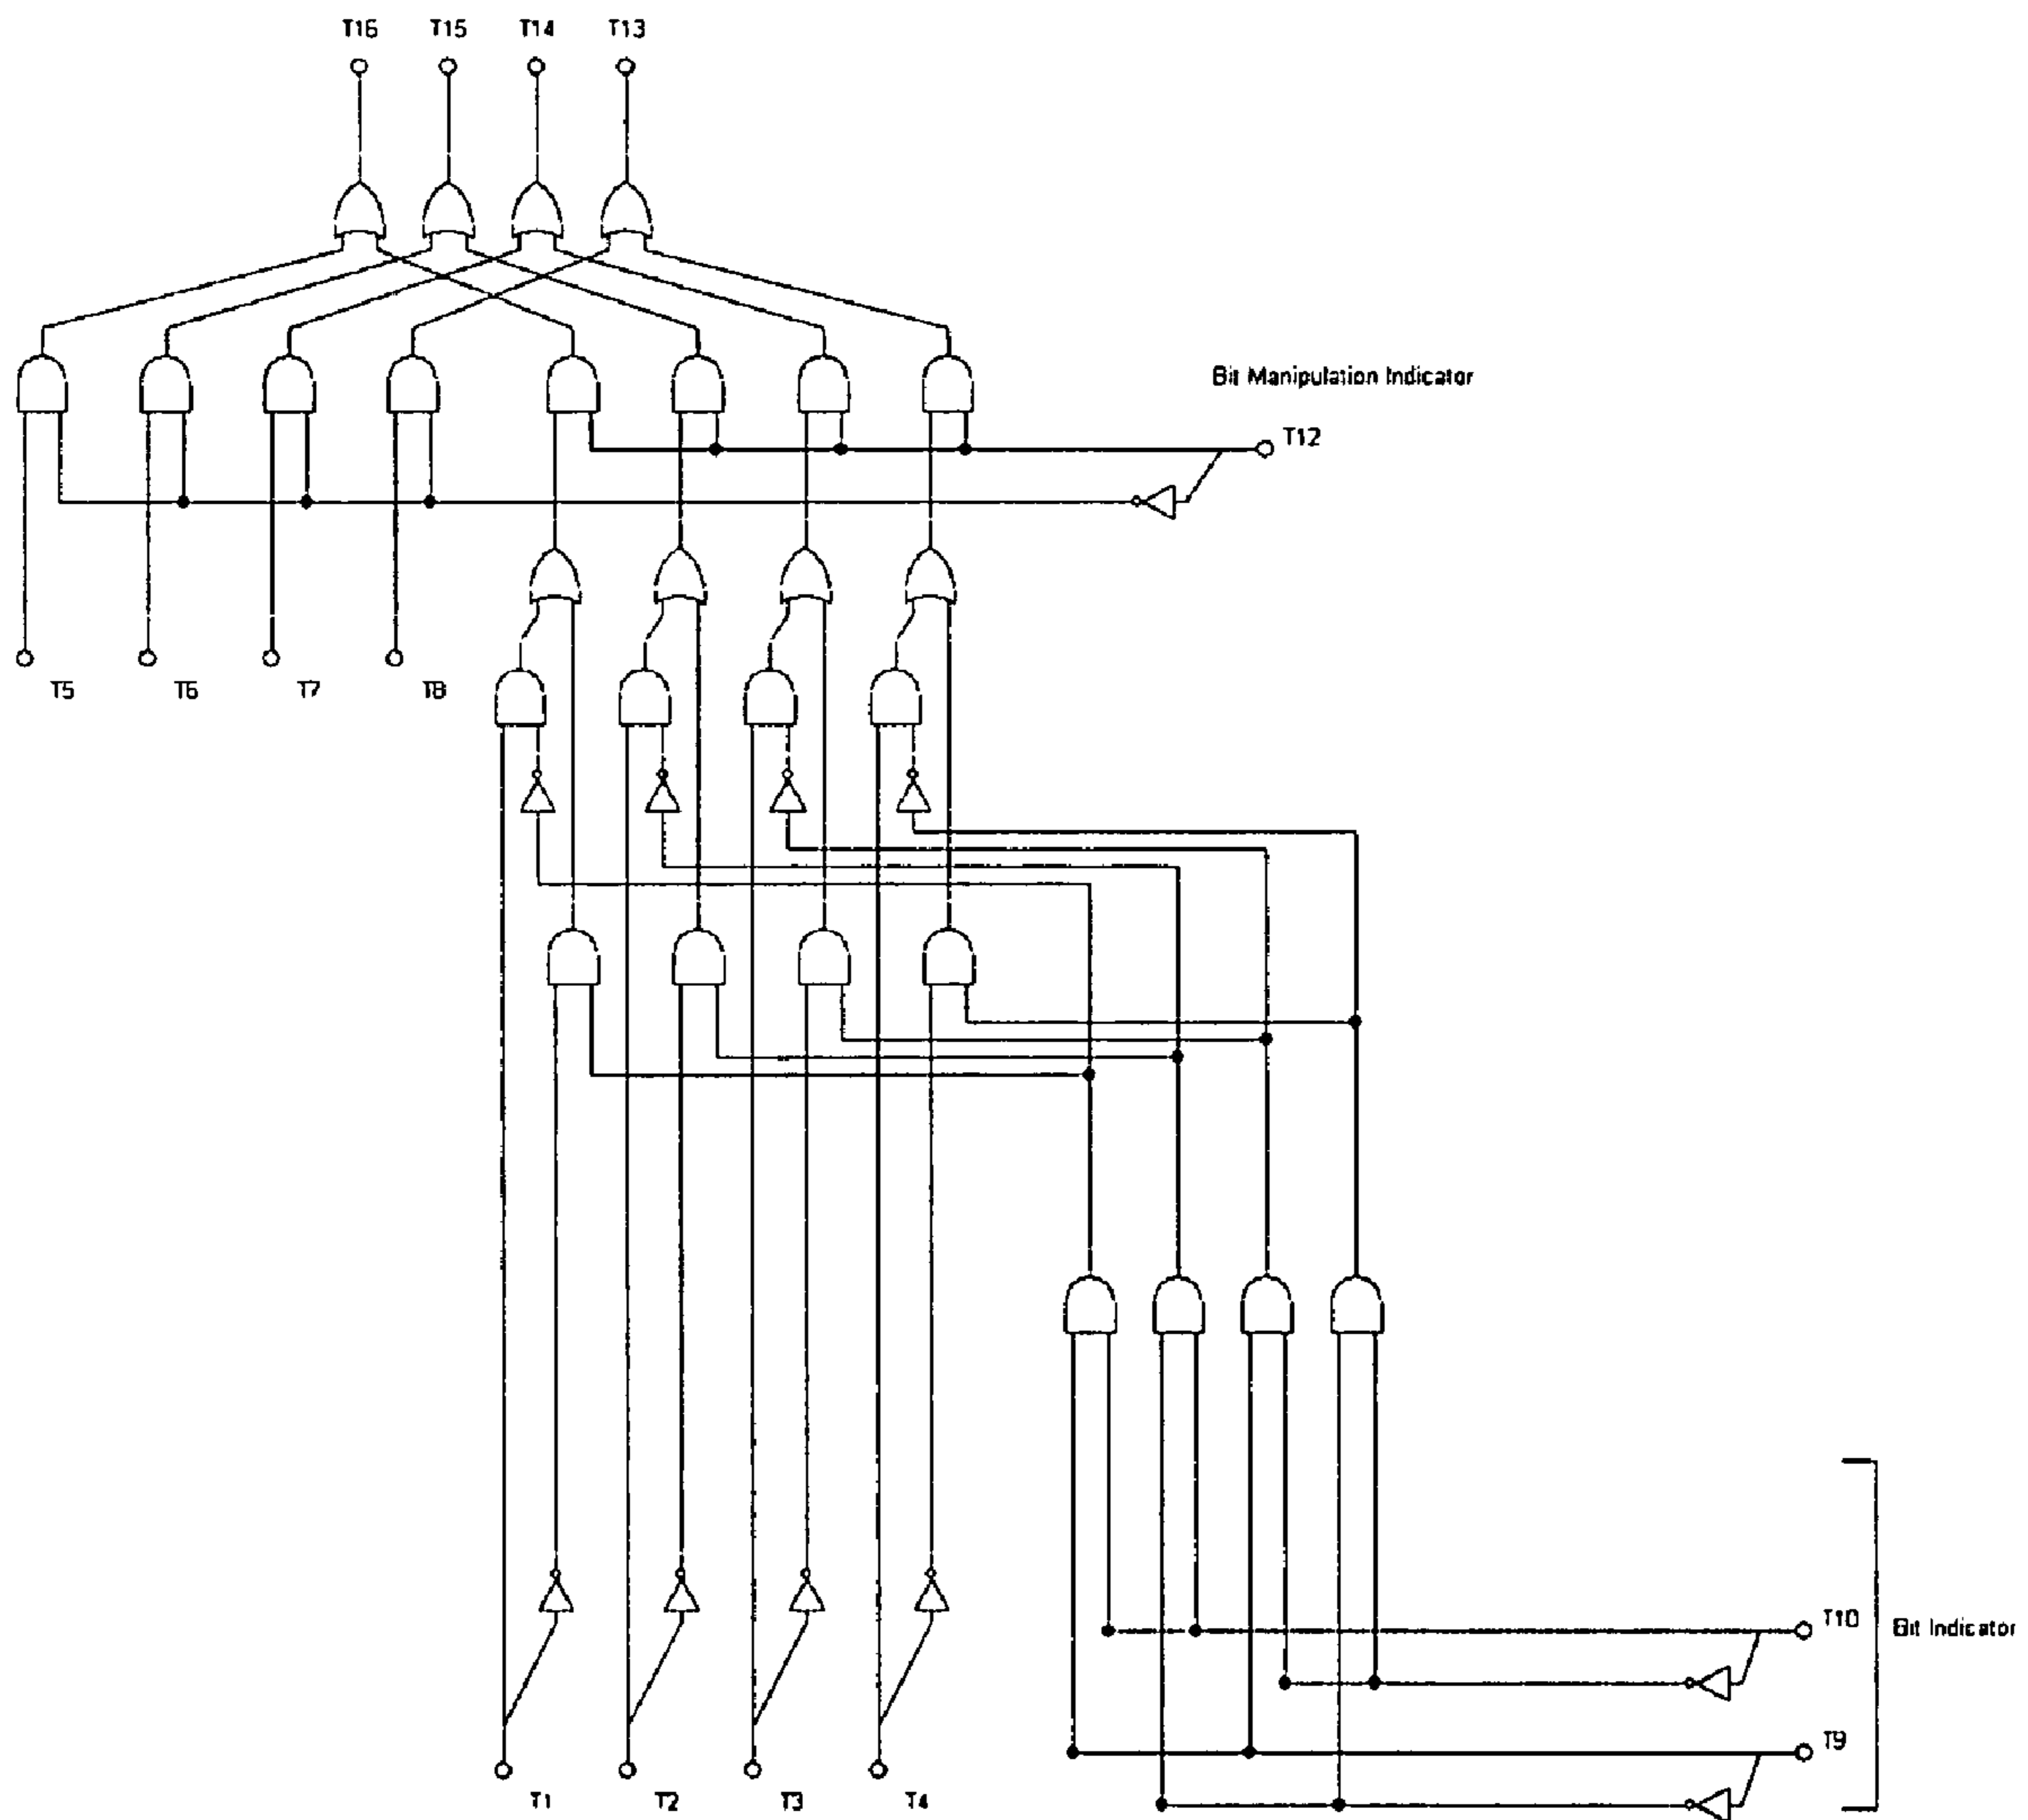 T16 T15 T14 T13
Bit Manipulation Indicator
T12
T5 T6 T7 T8
T10
Bit Indicator
T9
T1 T2 T3 T4